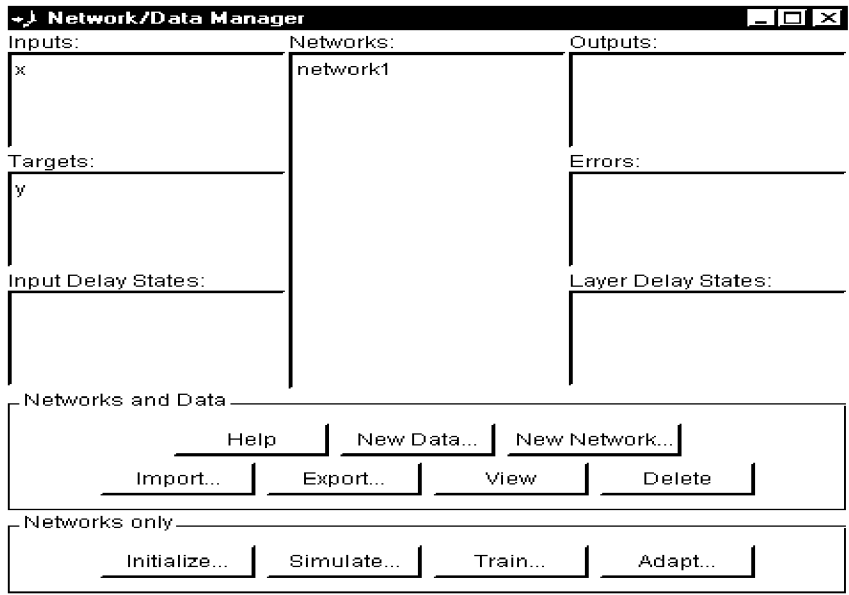 Network/Data Manager
Inputs: Networks: Outputs:
x network1
Targets: Errors:
y
Input Delay States: Layer Delay States:
Networks and Data
Help New Data... New Network...
Import... Export... View Delete
Networks only
Initialize... Simulate... Train... Adapt...